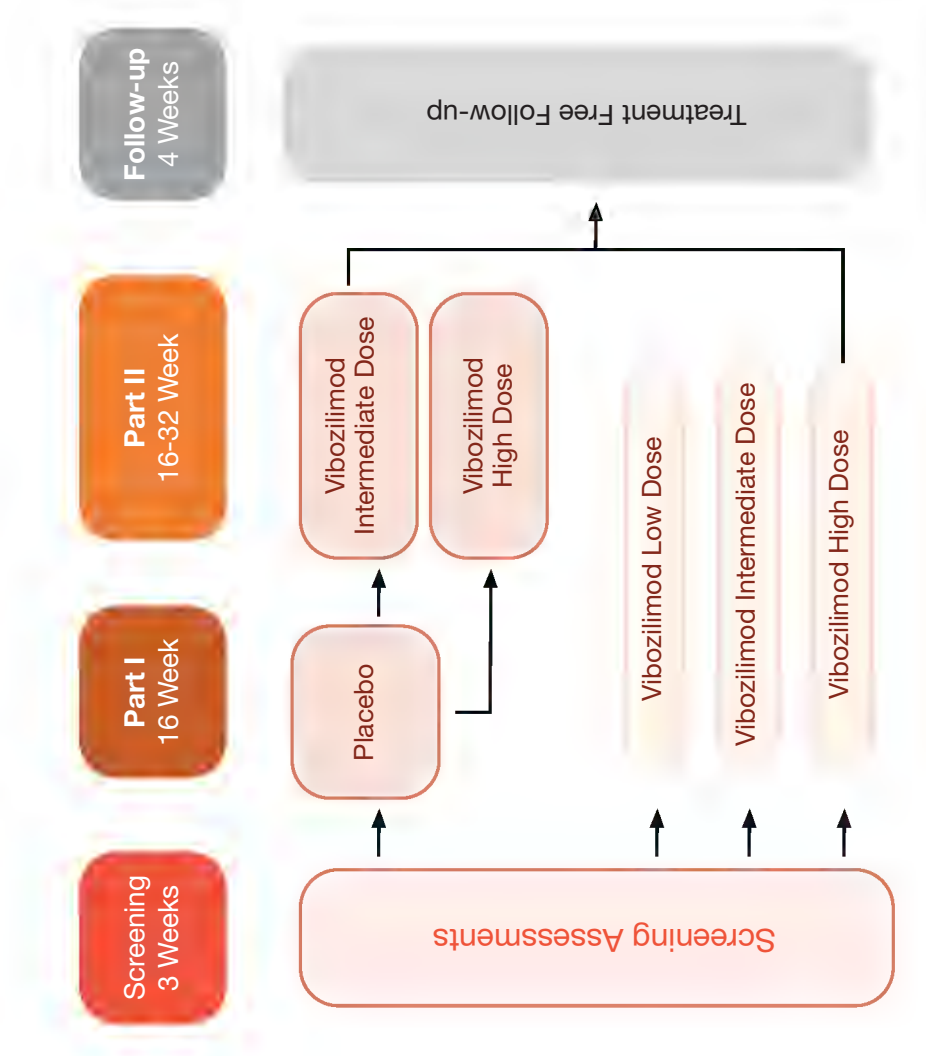 Screening
3 Weeks
Part I
16 Week
Part II
16-32 Week
Follow-up
4 Weeks
Screening Assessments
Placebo
Vibozilimod
Intermediate Dose
Vibozilimod
High Dose
Vibozilimod Low Dose
Vibozilimod Intermediate Dose
Vibozilimod High Dose
Treatment Free Follow-up